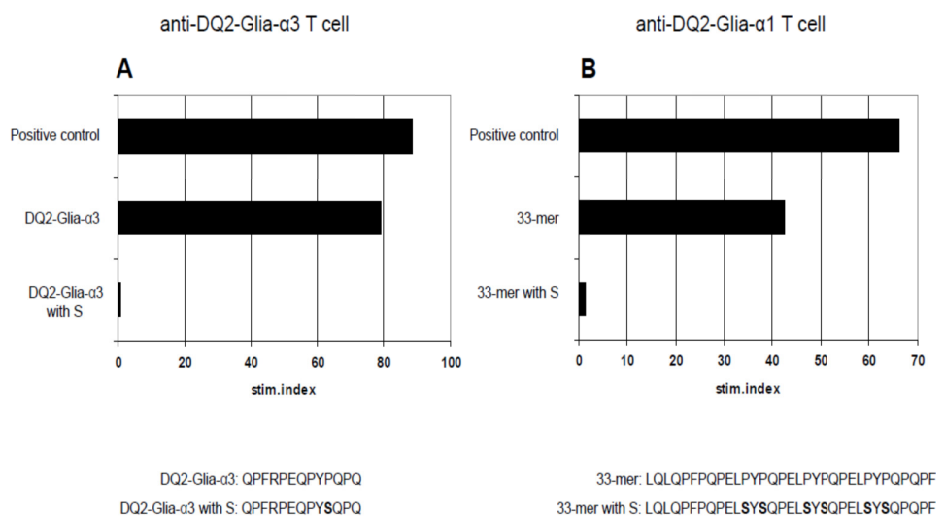 anti-DQ2-Glia-α3 T cell
A
Positive control
DQ2-Glia-α3
DQ2-Glia-α3
with S
0 20 40 60 80 100
stim.index
DQ2-Glia-α3: QPFRPEQPYPQPQ
DQ2-Glia-α3 with S: QPFRPEQPYSQPQ
anti-DQ2-Glia-α1 T cell
B
Positive control
33-mer
33-mer with S
0 10 20 30 40 50 60 70
stim.index
33-mer: LQLQPFPQPELPYPQPELPYPQPELPYPQPQPF
33-mer with S: LQLQPFPQPELSYSQPELSYSQPELSYSQPQPF